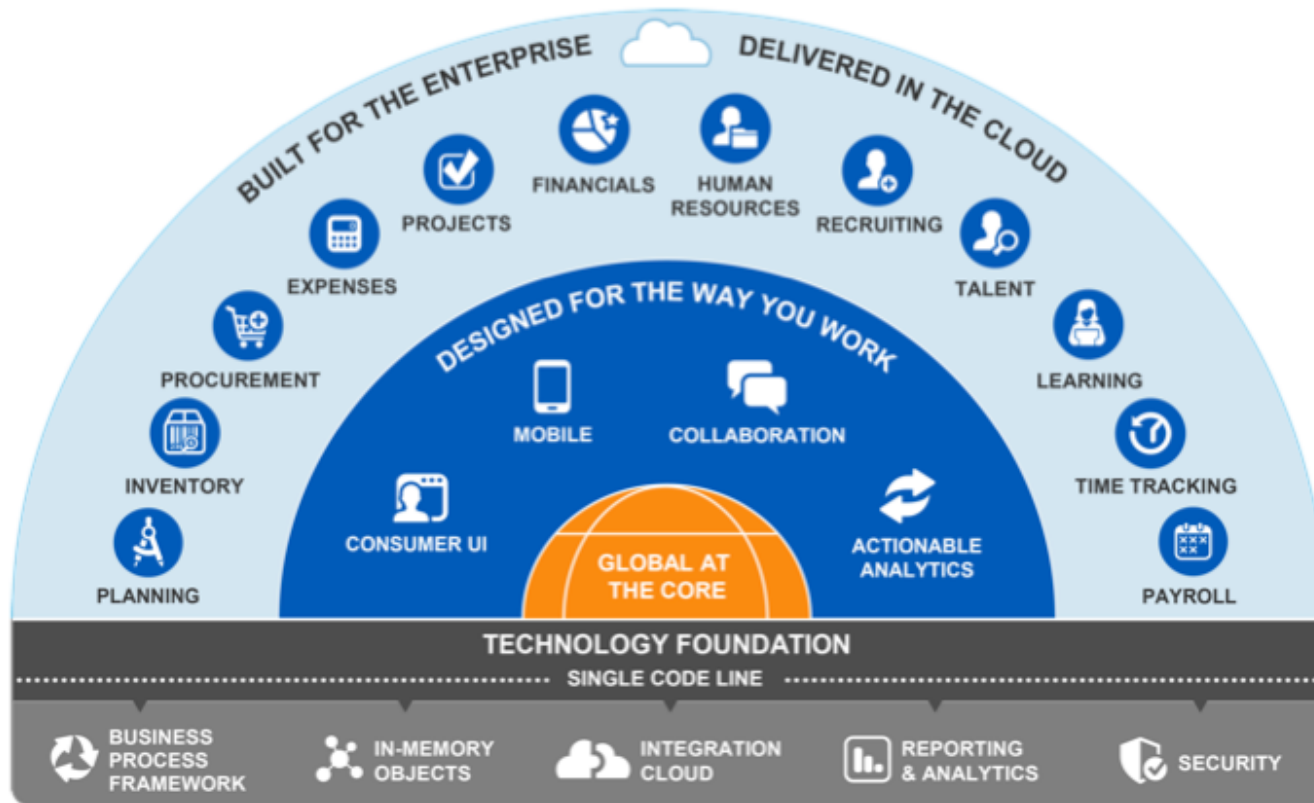 BUILT FOR THE ENTERPRISE
DELIVERED IN THE CLOUD
PLANNING
INVENTORY
PROCUREMENT
EXPENSES
PROJECTS
FINANCIALS
HUMAN
RESOURCES
RECRUITING
TALENT
LEARNING
TIME TRACKING
PAYROLL
DESIGNED FOR THE WAY YOU WORK
CONSUMER UI
MOBILE
COLLABORATION
ACTIONABLE
ANALYTICS
GLOBAL AT
THE CORE
TECHNOLOGY FOUNDATION
SINGLE CODE LINE
BUSINESS
PROCESS
FRAMEWORK
IN-MEMORY
OBJECTS
INTEGRATION
CLOUD
REPORTING
& ANALYTICS
SECURITY